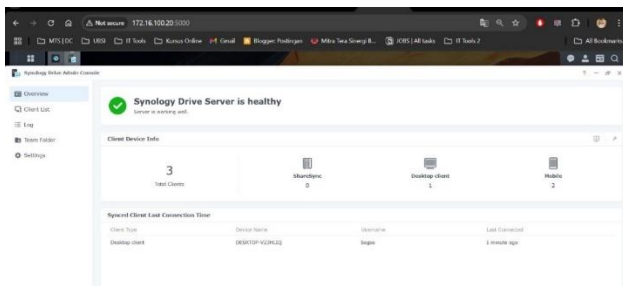 Not secure 172.16.100.20:5000
MTS | DC UBSI IT Tools Kursus Online Gmail Blogger: Postingan Mitra Tera Sinergi B... JOBS | All tasks IT Tools 2 All Bookmarks
Synology Drive Admin Console
Overview
Client List
Log
Team Folder
Settings
Synology Drive Server is healthy
Server is working well.
Client Device Info
3
Total Clients
ShareSync
0
Desktop client
1
Mobile
2
Synced Client Last Connection Time
Client Type Device Name Username Last Connected
Desktop client bagas 1 minute ago